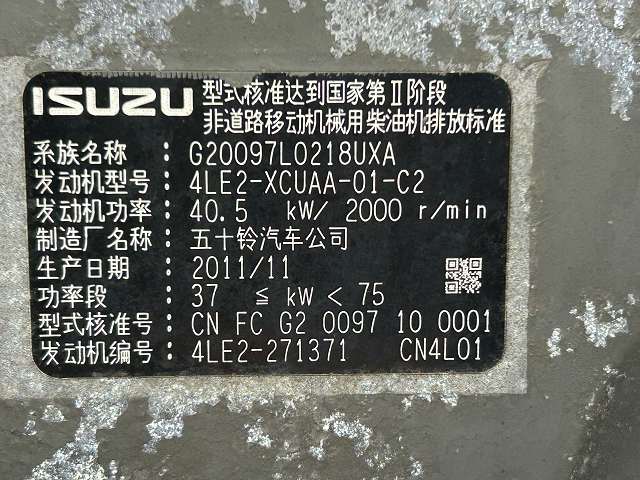 ISUZU 型式核准达到国家第Ⅱ阶段
非道路移动机械用柴油机排放标准
系族名称 : G20097L0218UXA
发动机型号 : 4LE2-XCUAA-01-C2
发动机功率 : 40.5 kW/ 2000 r/min
制造厂名称 : 五十铃汽车公司
生产日期 : 2011/11
功率段 : 37 ≦ kW < 75
型式核准号 : CN FC G2 0097 10 0001
发动机编号 : 4LE2-271371 CN4L01